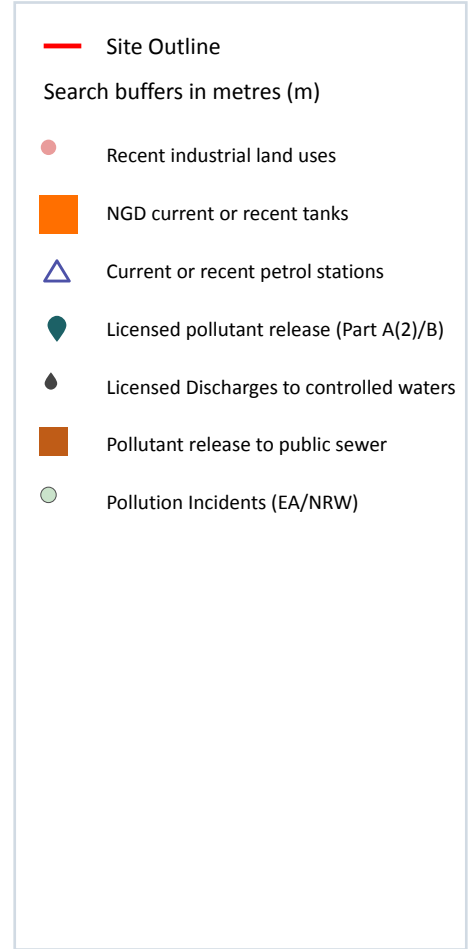 Site Outline
Search buffers in metres (m)
Recent industrial land uses
NGD current or recent tanks
Current or recent petrol stations
Licensed pollutant release (Part A(2)/B)
Licensed Discharges to controlled waters
Pollutant release to public sewer
Pollution Incidents (EA/NRW)